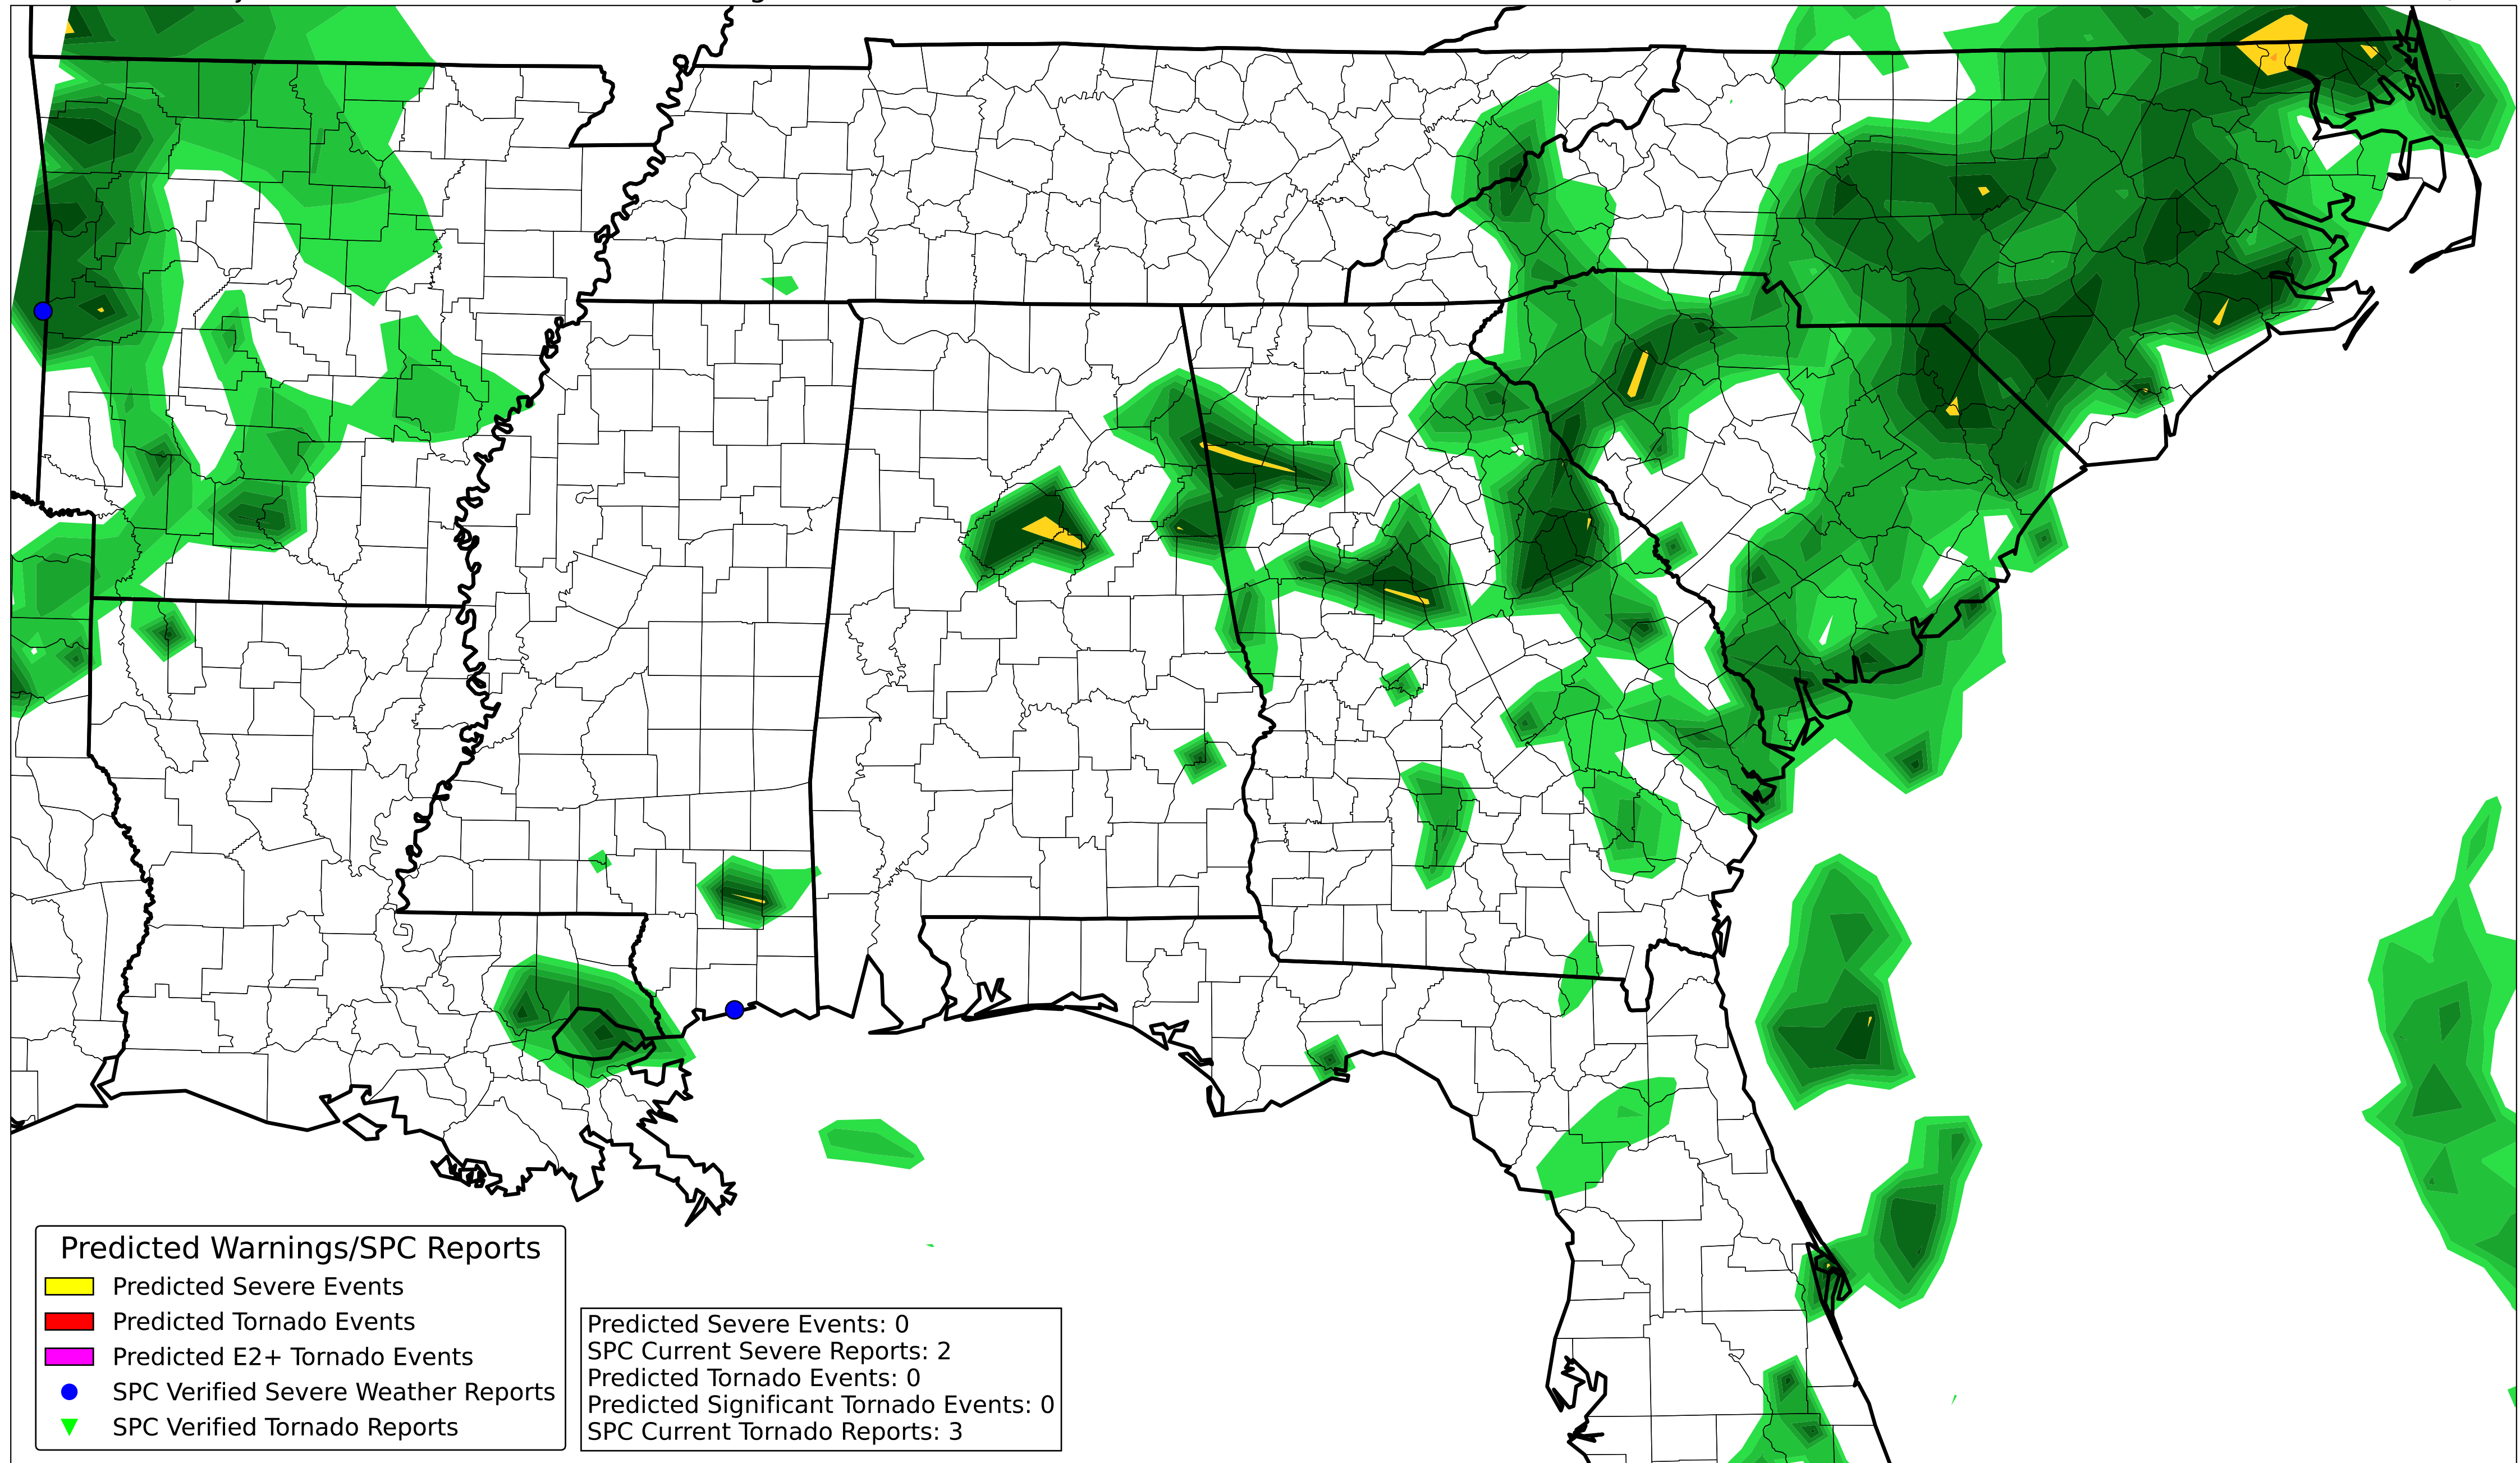 Predicted Warnings/SPC Reports
Predicted Severe Events
Predicted Tornado Events
Predicted E2+ Tornado Events
SPC Verified Severe Weather Reports
SPC Verified Tornado Reports
Predicted Severe Events: 0
SPC Current Severe Reports: 2
Predicted Tornado Events: 0
Predicted Significant Tornado Events: 0
SPC Current Tornado Reports: 3